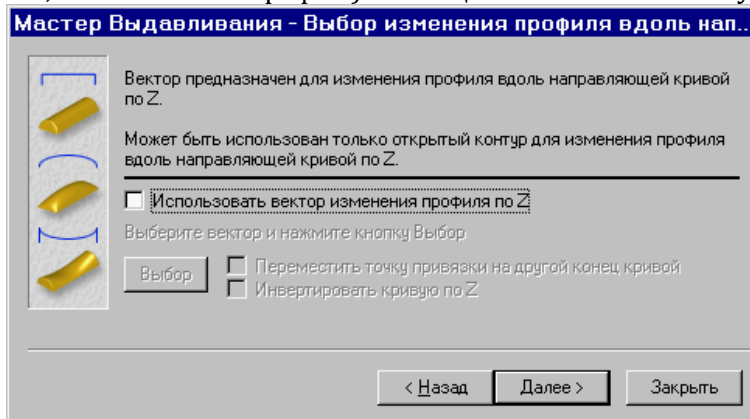 Мастер Выдавливания - Выбор изменения профиля вдоль нап..
Вектор предназначен для изменения профиля вдоль направляющей кривой
по Z.
Может быть использован только открытый контур для изменения профиля
вдоль направляющей кривой по Z.
Использовать вектор изменения профиля по Z
Выберите вектор и нажмите кнопку Выбор
Выбор
Переместить точку привязки на другой конец кривой
Инвертировать кривую по Z
< Назад
Далее >
Закрыть